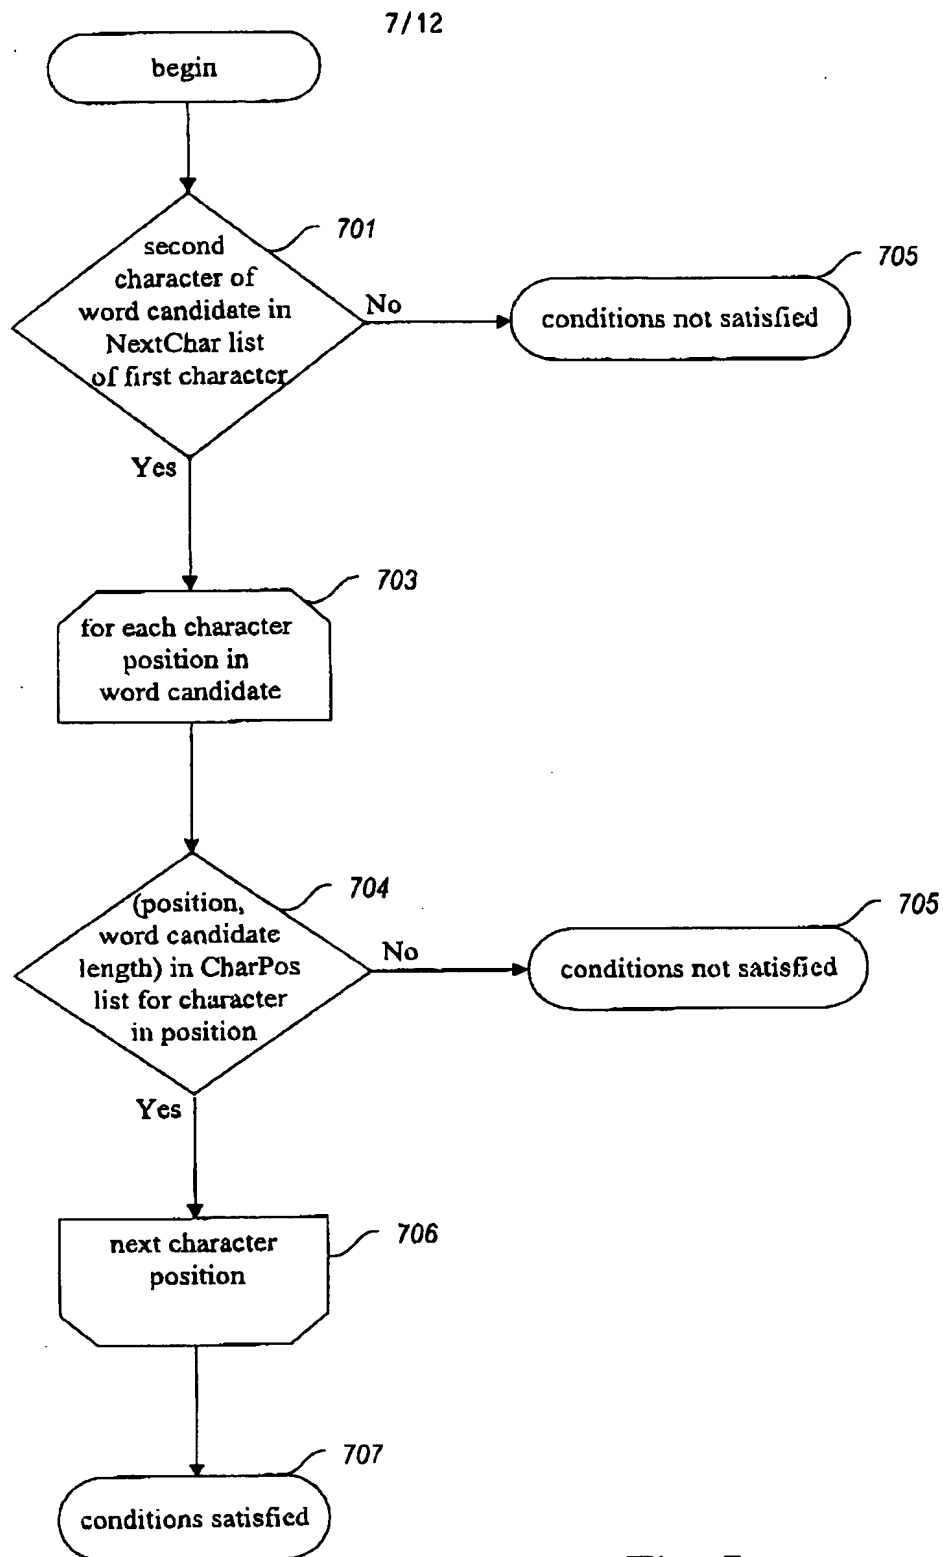 7/12
begin
701
second
character of
word candidate in
NextChar list
of first character
No
705
conditions not satisfied
Yes
703
for each character
position in
word candidate
704
(position,
word candidate
length) in CharPos
list for character
in position
No
705
conditions not satisfied
Yes
706
next character
position
707
conditions satisfied